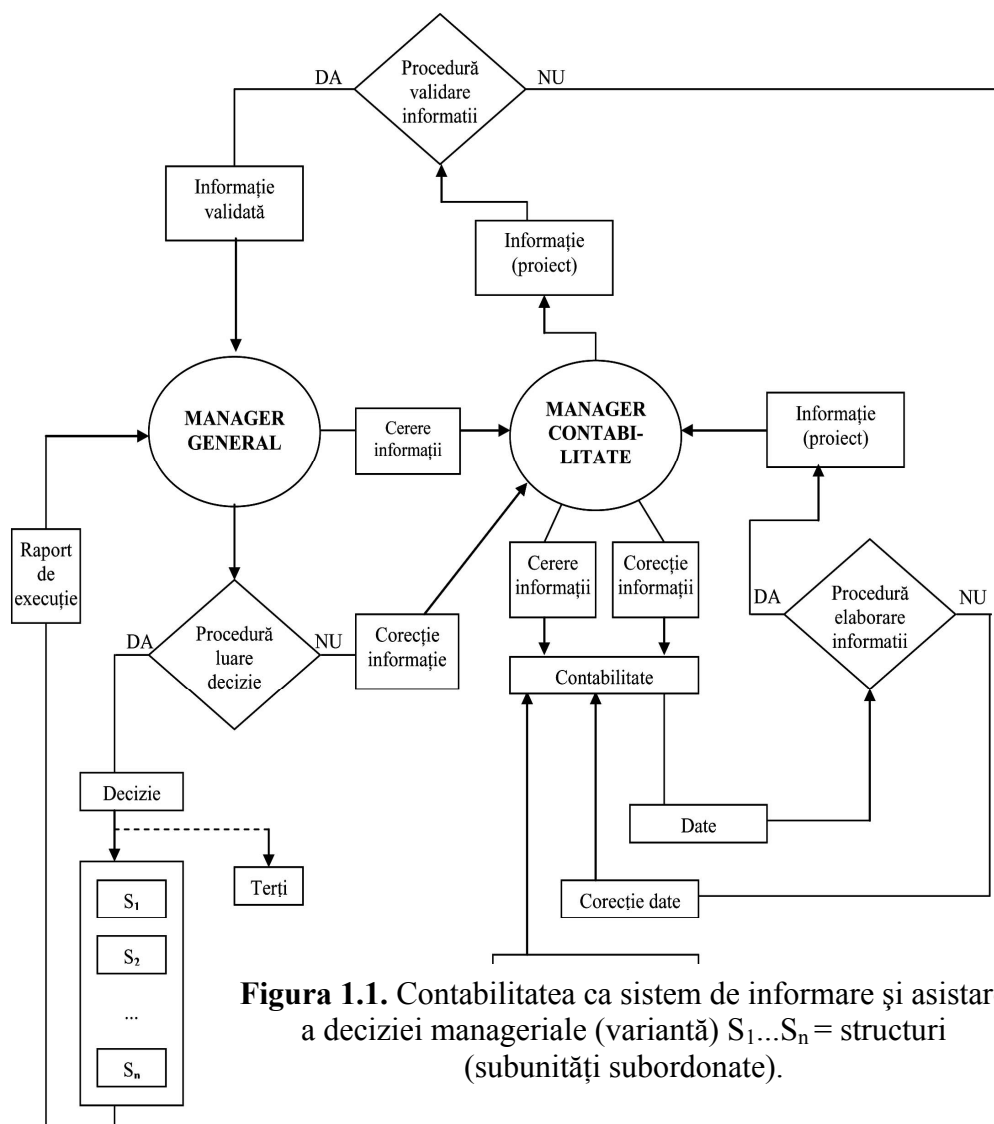 Procedură
validare
informatii
DA
NU
Informație
validată
Informație
(proiect)
MANAGER
GENERAL
Cerere
informații
MANAGER
CONTABI-
LITATE
Informație
(proiect)
Raport
de
execuție
Cerere
informații
Corecție
informații
DA
Procedură
elaborare
informatii
NU
DA
Procedură
luare
decizie
NU
Corecție
informație
Contabilitate
Decizie
Date
Terți
Corecție date
S1
S2
...
Sn
Figura 1.1. Contabilitatea ca sistem de informare şi asistar
a deciziei manageriale (variantă) S1...Sn = structuri
(subunități subordonate).